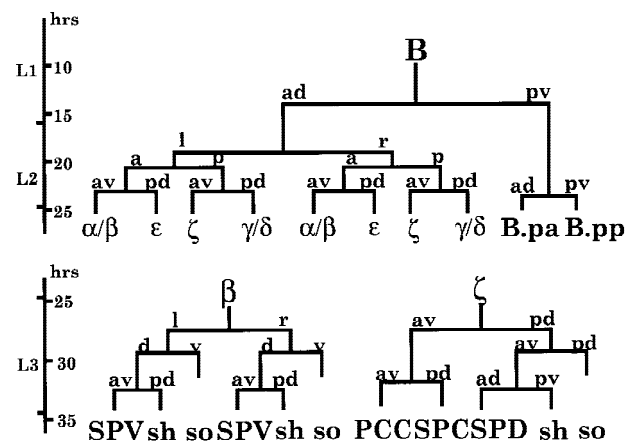 hrs
B
L1 10
ad pv
15
l r
a p a p
20
L2 av pd av pd av pd av pd ad pv
25
α/β ε ζ γ/δ α/β ε ζ γ/δ B.pa B.pp
hrs
25 β ζ
l r av pd
d v d v av pd
L3 30
av pd av pd av pd ad pv
35
SPV sh so SPV sh so PCC SPC SPD sh so